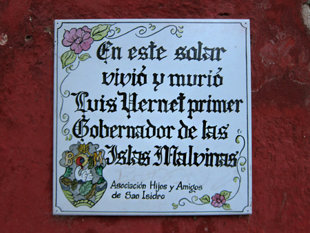 En este solar
vivió y murió
Luis Vernet primer
Gobernador de las
Islas Malvinas
Asociación Hijos y Amigos
de San Isidro